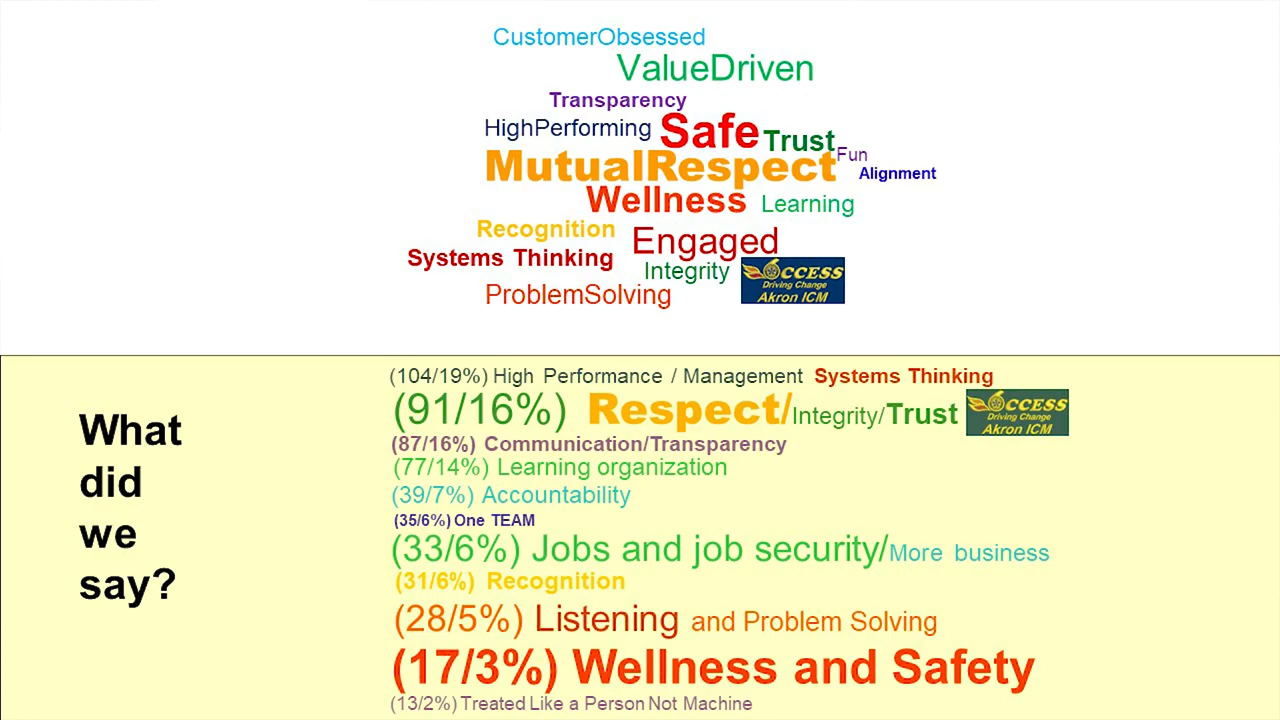 CustomerObsessed
ValueDriven
Transparency
HighPerforming Safe Trust
MutualRespect Fun
Alignment
Wellness Learning
Recognition
Engaged
Systems Thinking
Integrity
CCESS
Driving Change
Akron ICM
ProblemSolving
What
did
we
say?
(104/19%) High Performance / Management Systems Thinking
(91/16%) Respect/Integrity/Trust
CCESS
Driving Change
Akron ICM
(87/16%) Communication/Transparency
(77/14%) Learning organization
(39/7%) Accountability
(35/6%) One TEAM
(33/6%) Jobs and job security/More business
(31/6%) Recognition
(28/5%) Listening and Problem Solving
(17/3%) Wellness and Safety
(13/2%) Treated Like a Person Not Machine